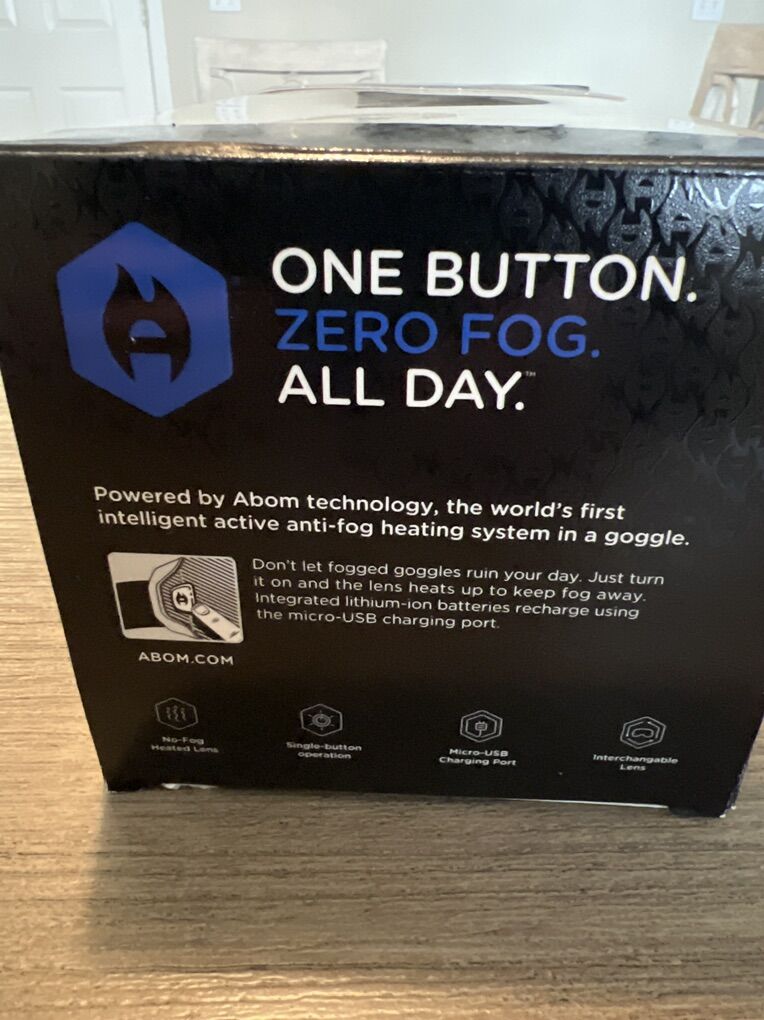 ONE BUTTON.
ZERO FOG.
ALL DAY.™
Powered by Abom technology, the world's first
intelligent active anti-fog heating system in a goggle.
Don't let fogged goggles ruin your day. Just turn
it on and the lens heats up to keep fog away.
Integrated lithium-ion batteries recharge using
the micro-USB charging port.
ABOM.COM
No-Fog
Heated Lens
Single-button
operation
Micro-USB
Charging Port
Interchangable
Lens